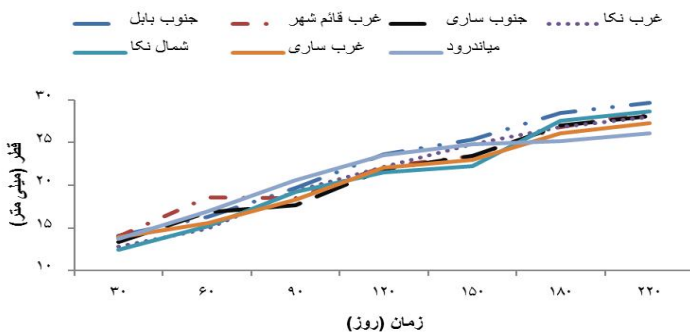 جنوب بابل غرب قائم شهر جنوب ساری غرب نکا
شمال نکا غرب ساری میاندرود
قطر (میلی متر)
۳۰
۲۵
۲۰
۱۵
۱۰
۳۰ ۶۰ ۹۰ ۱۲۰ ۱۵۰ ۱۸۰ ۲۲۰
زمان (روز)